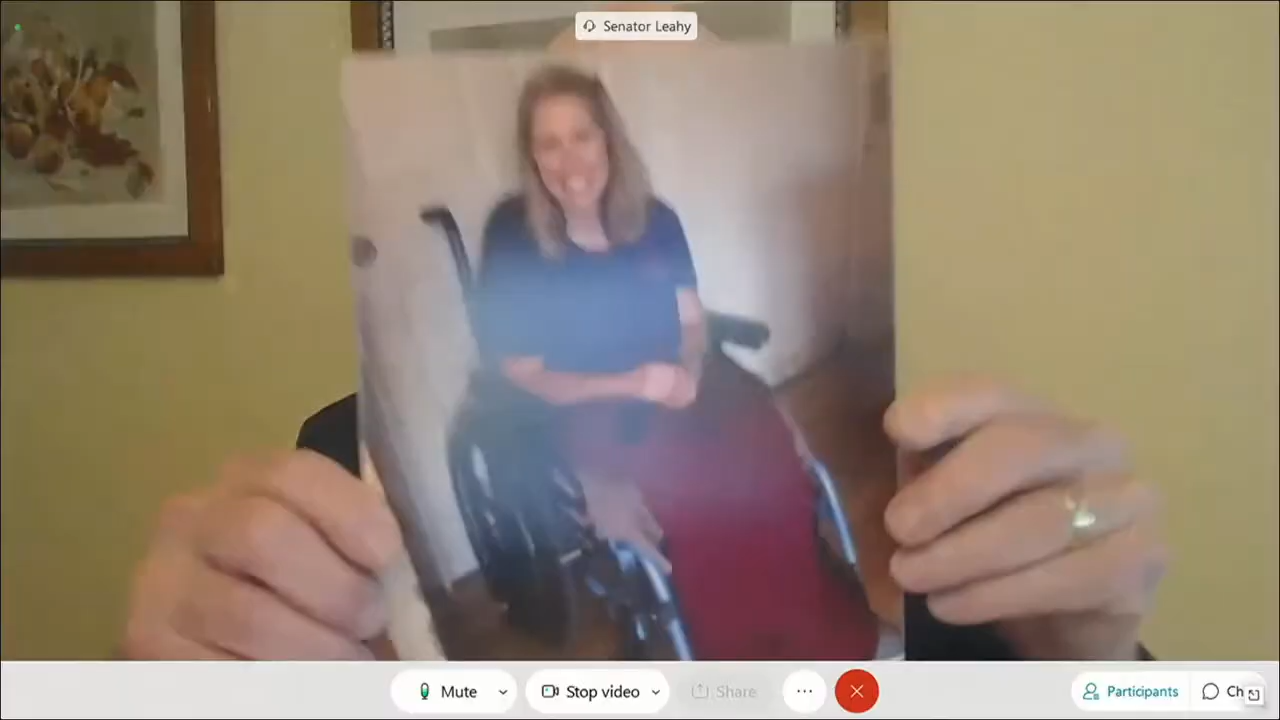 Senator Leahy
Mute
Stop video
Share
Participants
Ch